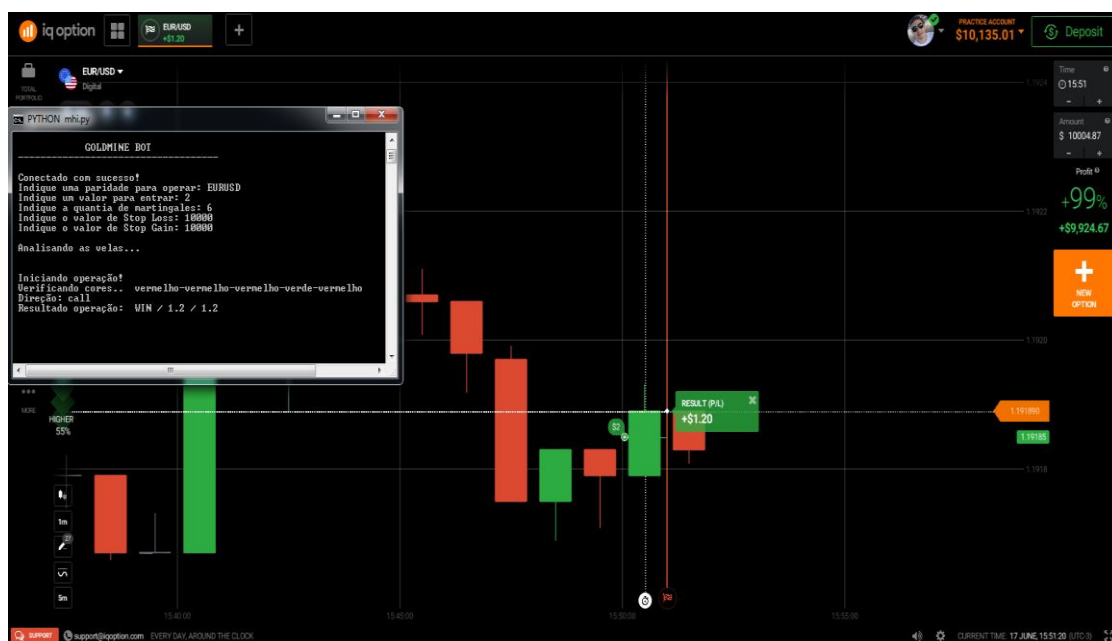 iq option
EUR/USD
+$1.20
+
PRACTICE ACCOUNT
$10,135.01
Deposit
TOTAL
PORTFOLIO
EUR/USD
Digital
PYTHON mhi.py
GOLDMINE BOT
------------------------------------
Conectado com sucesso!
Indique uma paridade para operar: EURUSD
Indique um valor para entrar: 2
Indique a quantia de martingales: 6
Indique o valor de Stop Loss: 10000
Indique o valor de Stop Gain: 10000
Analisando as velas...
Iniciando operação!
Verificando cores.. vermelho-vermelho-vermelho-verde-vermelho
Direção: call
Resultado operação: WIN / 1.2 / 1.2
MORE
HIGHER
55%
27
1m
5m
$2
RESULT (P/L)
+$1.20
1.1924
1.1922
1.1920
1.191890
1.19185
1.1918
Time
15:51
- +
Amount
$ 10004.87
- +
Profit
+99%
+$9,924.67
NEW
OPTION
15:40:00
15:45:00
15:50:00
15:55:00
SUPPORT
support@iqoption.com EVERY DAY, AROUND THE CLOCK
CURRENT TIME: 17 JUNE, 15:51:20 (UTC-3)